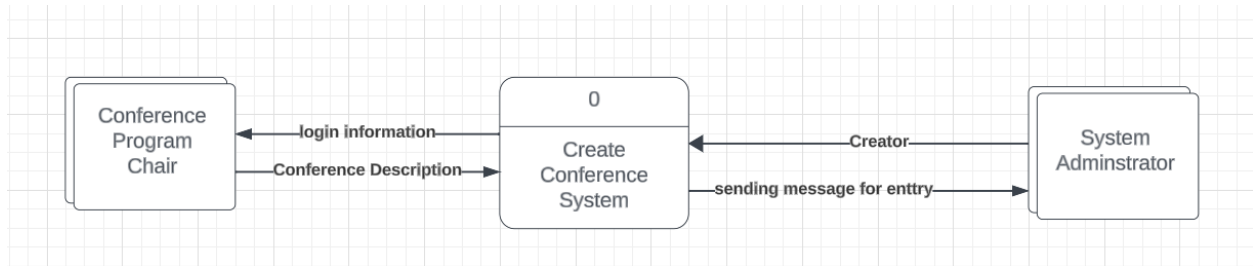 Conference
Program
Chair
login information
Conference Description
0
Create
Conference
System
Creator
sending message for enttry
System
Adminstrator